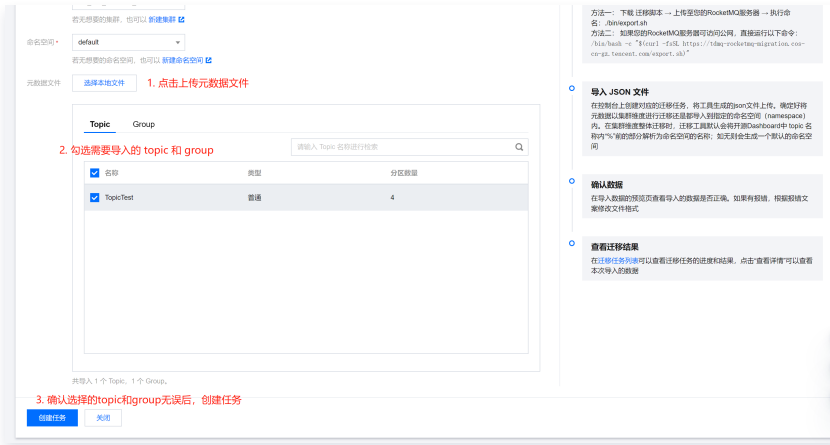 若无想要的集群，也可以 新建集群
命名空间 * default
若无想要的命名空间，也可以 新建命名空间
元数据文件 选择本地文件 1. 点击上传元数据文件
Topic Group
2. 勾选需要导入的 topic 和 group
请输入 Topic 名称进行检索
名称 类型 分区数量
TopicTest 普通 4
共导入 1 个 Topic、1 个 Group。
3. 确认选择的topic和group无误后，创建任务
创建任务 关闭
方法一： 下载 迁移脚本 → 上传至您的RocketMQ服务器 → 执行命
名：./bin/export.sh
方法二： 如果您的RocketMQ服务器可访问公网，直接运行以下命令：
/bin/bash -c "$(curl -fsSL https://tdmq-rocketmq-migration.cos-
cn-gz.tencent.com/export.sh)"
导入 JSON 文件
在控制台上创建对应的迁移任务，将工具生成的json文件上传。确定好将
元数据以集群维度进行迁移还是都导入到指定的命名空间（namespace）
内。在集群维度整体迁移时，迁移工具默认会将开源Dashboard中 topic 名
称内“%”前的部分解析为命名空间的名称；如无则会生成一个默认的命名空
间
确认数据
在导入数据的预览页查看导入的数据是否正确。如果有报错，根据报错文
案修改文件格式
查看迁移结果
在迁移任务列表可以查看迁移任务的进度和结果，点击“查看详情”可以查看
本次导入的数据